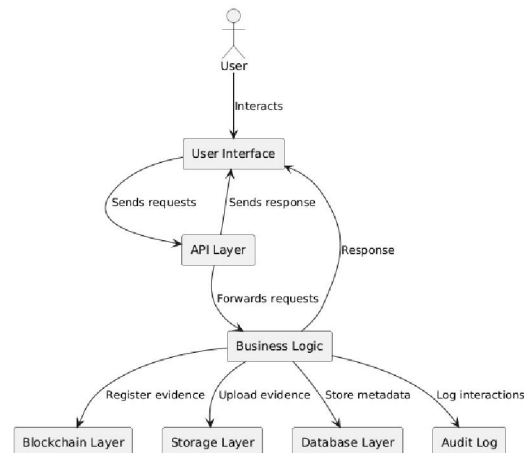 User
Interacts
User Interface
Sends requests
Sends response
API Layer
Response
Forwards requests
Business Logic
Register evidence
Upload evidence
Store metadata
Log interactions
Blockchain Layer
Storage Layer
Database Layer
Audit Log